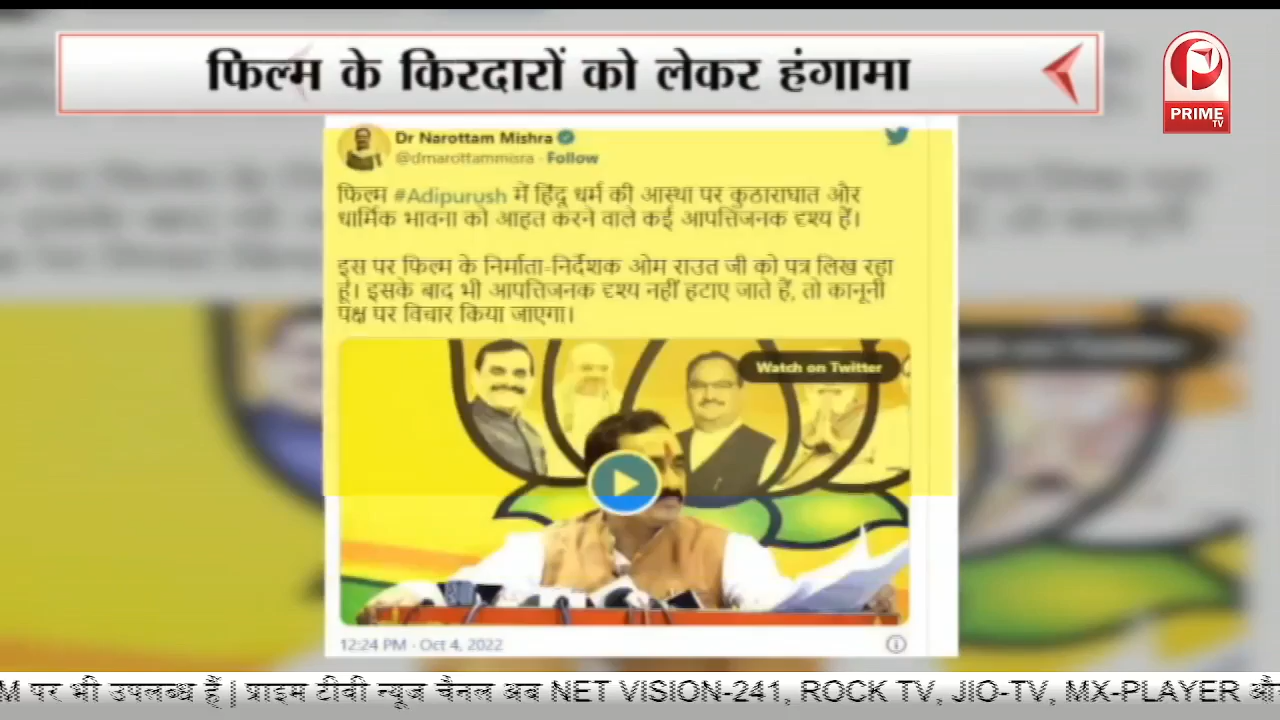 फिल्म के किरदारों को लेकर हंगामा
PRIME
TV
Dr Narottam Mishra
@drnarottammisra · Follow
फिल्म #Adipurush में हिंदू धर्म की आस्था पर कुठाराघात और
धार्मिक भावना को आहत करने वाले कई आपत्तिजनक दृश्य हैं।
इस पर फिल्म के निर्माता-निर्देशक ओम राउत जी को पत्र लिख रहा
हूं। इसके बाद भी आपत्तिजनक दृश्य नहीं हटाए जाते हैं, तो कानूनी
पक्ष पर विचार किया जाएगा।
Watch on Twitter
12:24 PM · Oct 4, 2022
M पर भी उपलब्ध हैं | प्राइम टीवी न्यूज चैनल अब NET VISION-241, ROCK TV, JIO-TV, MX-PLAYER